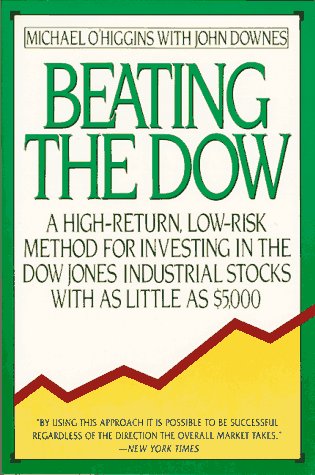 MICHAEL O'HIGGINS WITH JOHN DOWNES
BEATING
THE DOW
A HIGH-RETURN, LOW-RISK
METHOD FOR INVESTING IN THE
DOW JONES INDUSTRIAL STOCKS
WITH AS LITTLE AS $5,000
"BY USING THIS APPROACH IT IS POSSIBLE TO BE SUCCESSFUL
REGARDLESS OF THE DIRECTION THE OVERALL MARKET TAKES."
—NEW YORK TIMES